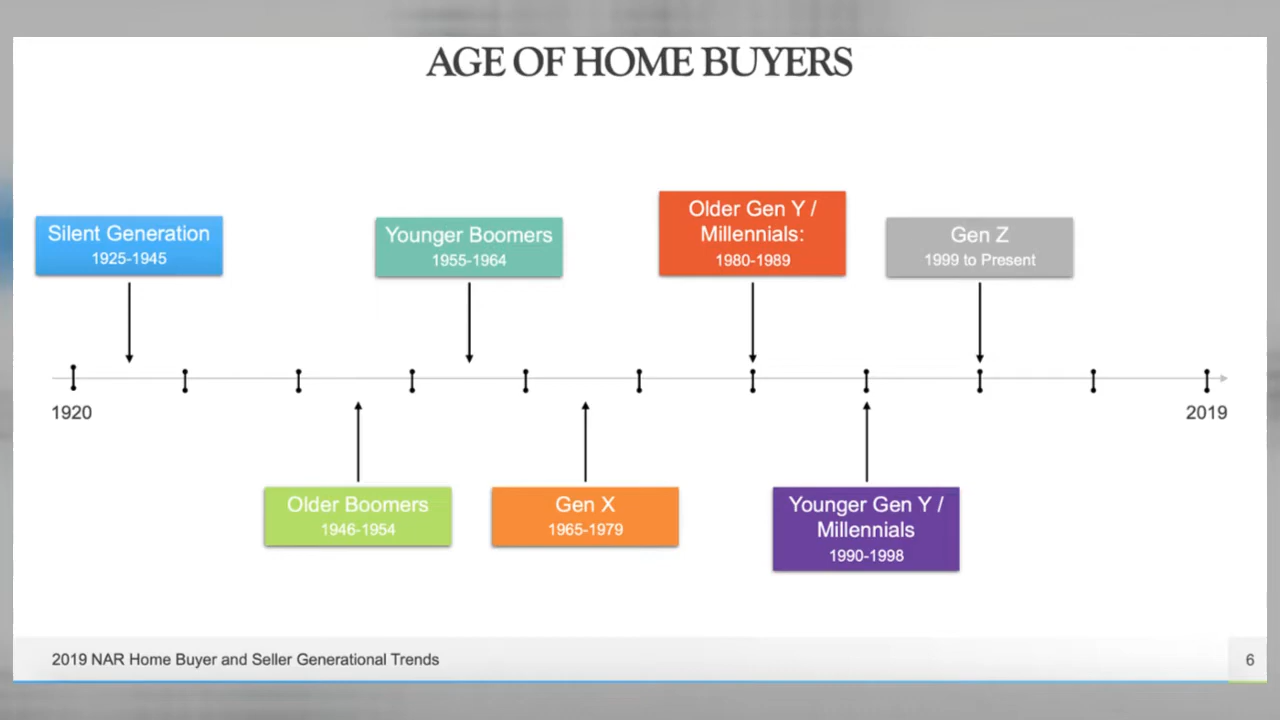 AGE OF HOME BUYERS
Silent Generation
1925-1945
Younger Boomers
1955-1964
Older Gen Y /
Millennials:
1980-1989
Gen Z
1999 to Present
1920
2019
Older Boomers
1946-1954
Gen X
1965-1979
Younger Gen Y /
Millennials
1990-1998
2019 NAR Home Buyer and Seller Generational Trends
6